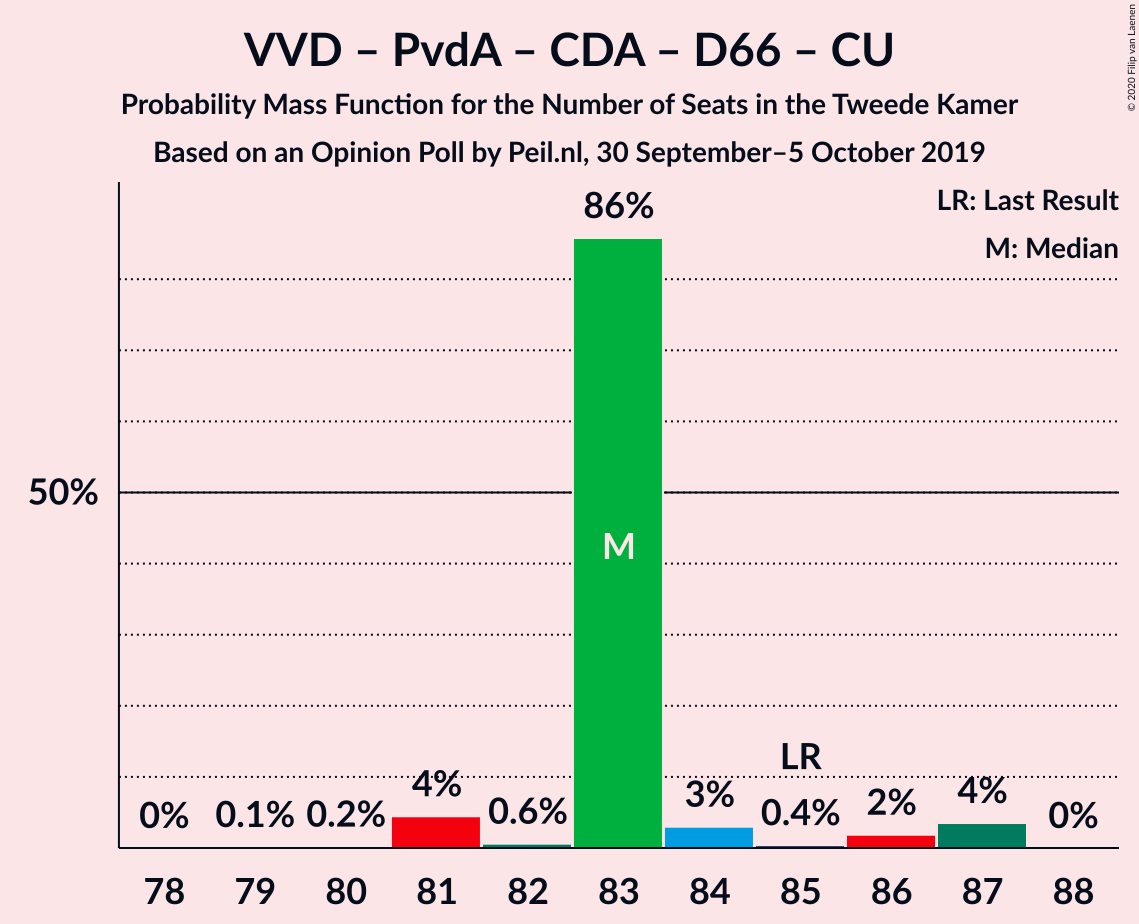 VVD – PvdA – CDA – D66 – CU
Probability Mass Function for the Number of Seats in the Tweede Kamer
Based on an Opinion Poll by Peil.nl, 30 September–5 October 2019
© 2020 Filip van Laenen
LR: Last Result
M: Median
86%
50%
M
LR
0%
0.1%
0.2%
4%
0.6%
3%
0.4%
2%
4%
0%
78 79 80 81 82 83 84 85 86 87 88